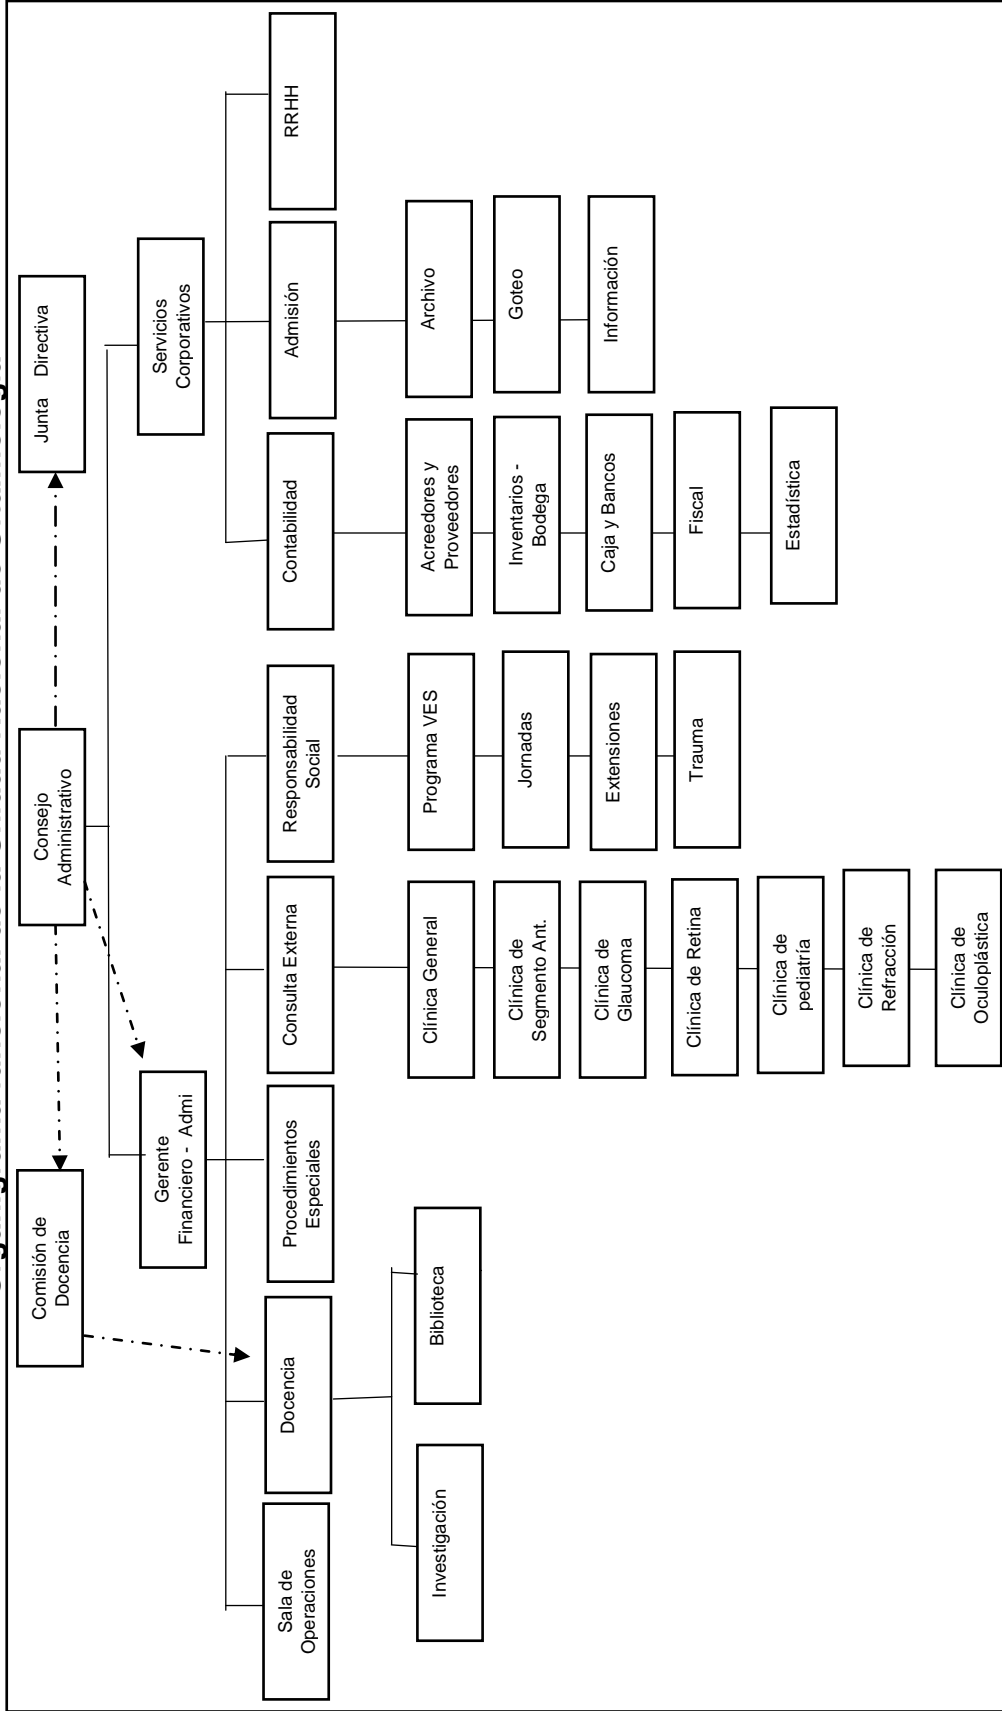 Comisión de
Docencia
Consejo
Administrativo
Junta Directiva
Gerente
Financiero - Admi
Servicios
Corporativos
Sala de
Operaciones
Docencia
Procedimientos
Especiales
Consulta Externa
Responsabilidad
Social
Contabilidad
Admisión
RRHH
Investigación
Biblioteca
Clínica General
Clínica de
Segmento Ant.
Clínica de
Glaucoma
Clínica de Retina
Clínica de
pediatría
Clínica de
Refracción
Clínica de
Oculoplástica
Programa VES
Jornadas
Extensiones
Trauma
Acreedores y
Proveedores
Inventarios -
Bodega
Caja y Bancos
Fiscal
Estadística
Archivo
Goteo
Información